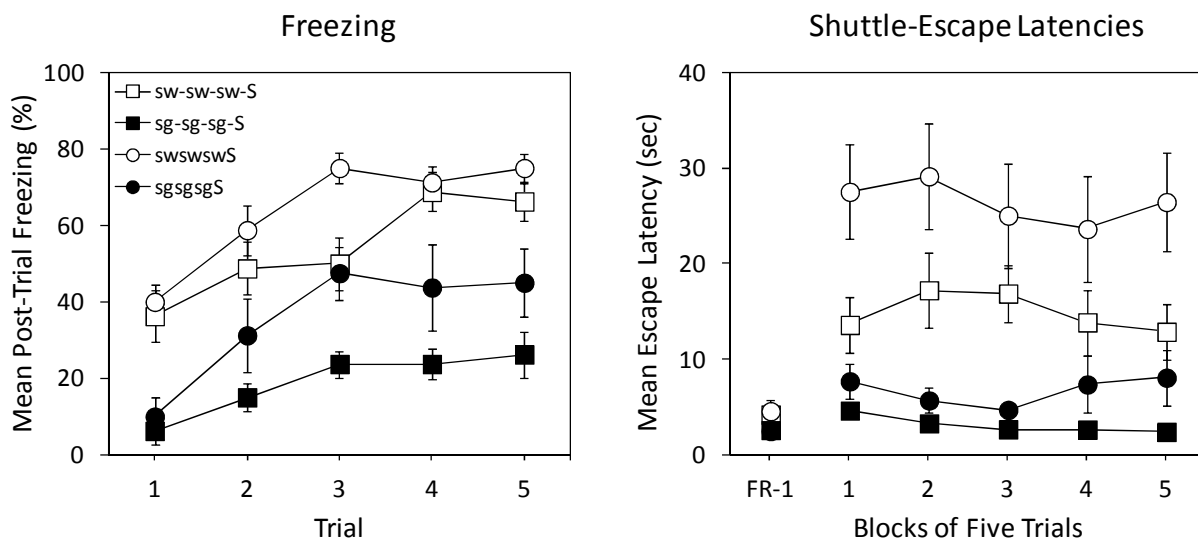 Freezing
Mean Post-Trial Freezing (%)
100
80
60
40
20
0
sw-sw-sw-S
sg-sg-sg-S
swswswS
sgsgsgS
1 2 3 4 5
Trial
Shuttle-Escape Latencies
Mean Escape Latency (sec)
40
30
20
10
0
FR-1 1 2 3 4 5
Blocks of Five Trials